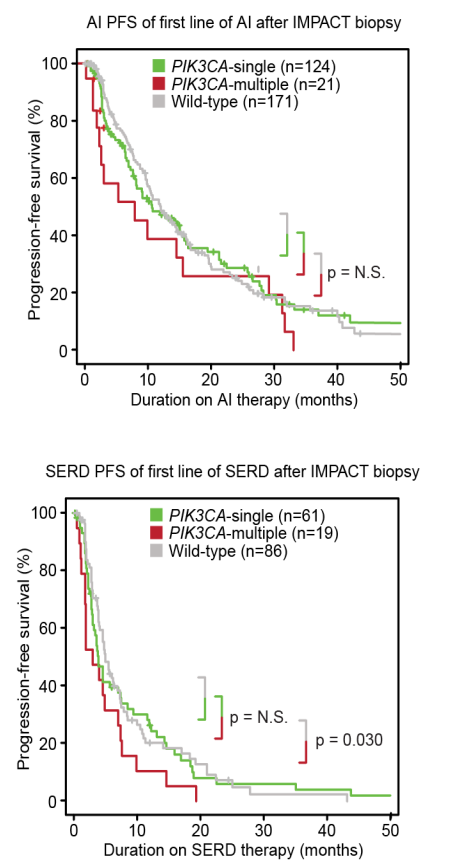 AI PFS of first line of AI after IMPACT biopsy
PIK3CA-single (n=124)
PIK3CA-multiple (n=21)
Wild-type (n=171)
Progression-free survival (%)
100
80
60
40
20
0
p = N.S.
0 10 20 30 40 50
Duration on AI therapy (months)
SERD PFS of first line of SERD after IMPACT biopsy
PIK3CA-single (n=61)
PIK3CA-multiple (n=19)
Wild-type (n=86)
Progression-free survival (%)
100
80
60
40
20
0
p = N.S.
p = 0.030
0 10 20 30 40 50
Duration on SERD therapy (months)